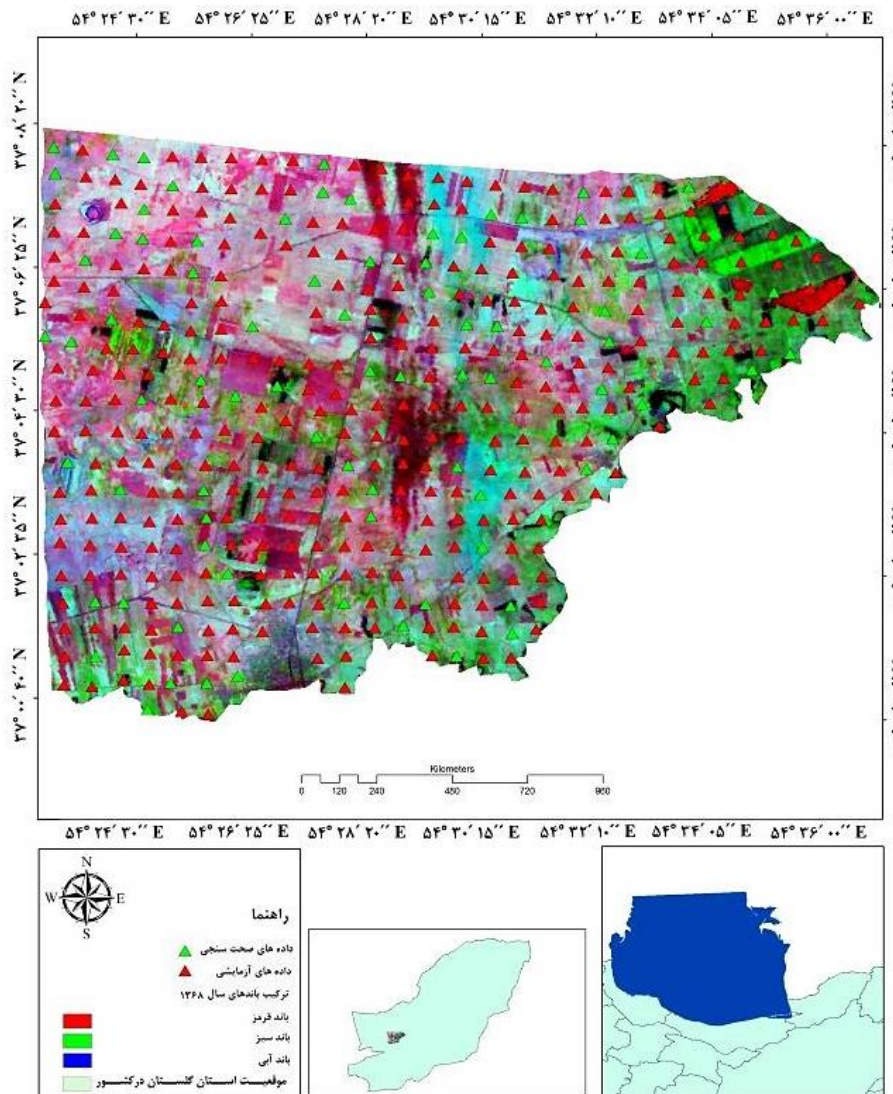 ۵۴° ۲۴′ ۳۰″ E ۵۴° ۲۶′ ۲۵″ E ۵۴° ۲۸′ ۲۰″ E ۵۴° ۳۰′ ۱۵″ E ۵۴° ۳۲′ ۱۰″ E ۵۴° ۳۴′ ۰۵″ E ۵۴° ۳۶′ ۰۰″ E
۳۷° ۰۸′ ۲۰″ N
۳۷° ۰۶′ ۲۵″ N
۳۷° ۰۴′ ۳۰″ N
۳۷° ۰۲′ ۳۵″ N
۳۷° ۰۰′ ۴۰″ N
Kilometers
0 120 240 480 720 960
۵۴° ۲۴′ ۳۰″ E ۵۴° ۲۶′ ۲۵″ E ۵۴° ۲۸′ ۲۰″ E ۵۴° ۳۰′ ۱۵″ E ۵۴° ۳۲′ ۱۰″ E ۵۴° ۳۴′ ۰۵″ E ۵۴° ۳۶′ ۰۰″ E
N
W E
S
راهنما
داده های صحت سنجی
داده های آزمایشی
ترکیب باندهای سال ۱۳۶۸
باند قرمز
باند سبز
باند آبی
موقعیت استان گلستان درکشور